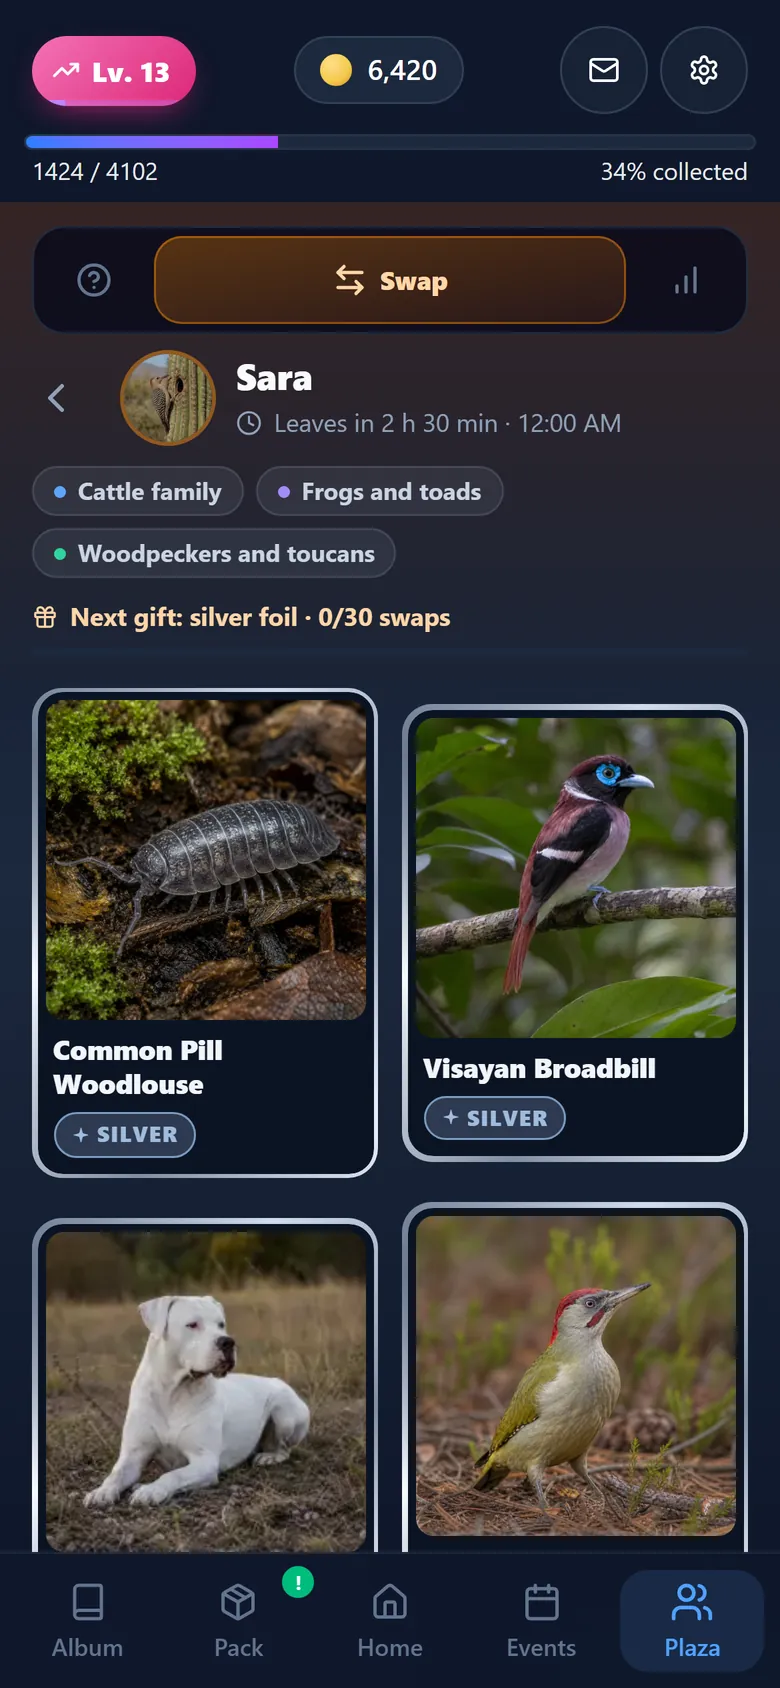 Lv. 13
6,420
1424 / 4102
34% collected
Swap
Sara
Leaves in 2 h 30 min · 12:00 AM
Cattle family
Frogs and toads
Woodpeckers and toucans
Next gift: silver foil · 0/30 swaps
Common Pill
Woodlouse
SILVER
Visayan Broadbill
SILVER
!
Album
Pack
Home
Events
Plaza